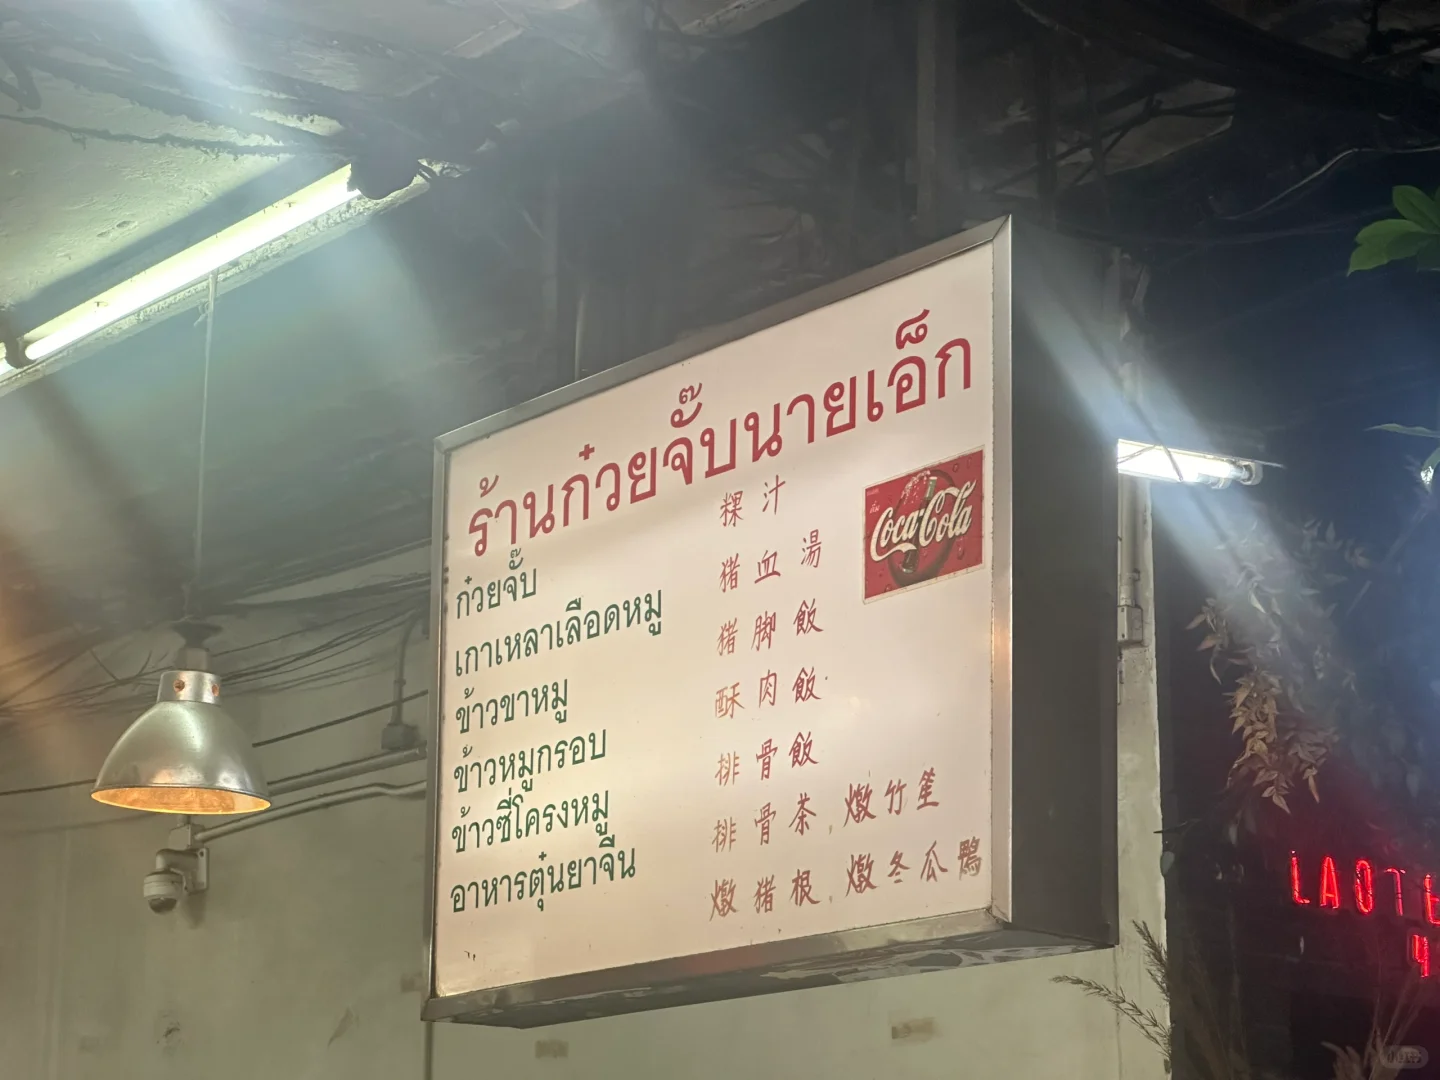 ร้านก๋วยจั๊บนายเอ็ก
ก๋วยจั๊บ
เกาเหลาเลือดหมู
ข้าวขาหมู
ข้าวหมูกรอบ
ข้าวซี่โครงหมู
อาหารตุ๋นยาจีน
粿汁
猪血湯
猪脚飯
酥肉飯
排骨飯
排骨茶, 燉竹笙
燉猪根, 燉冬瓜鴨
Coca-Cola
LAOTE